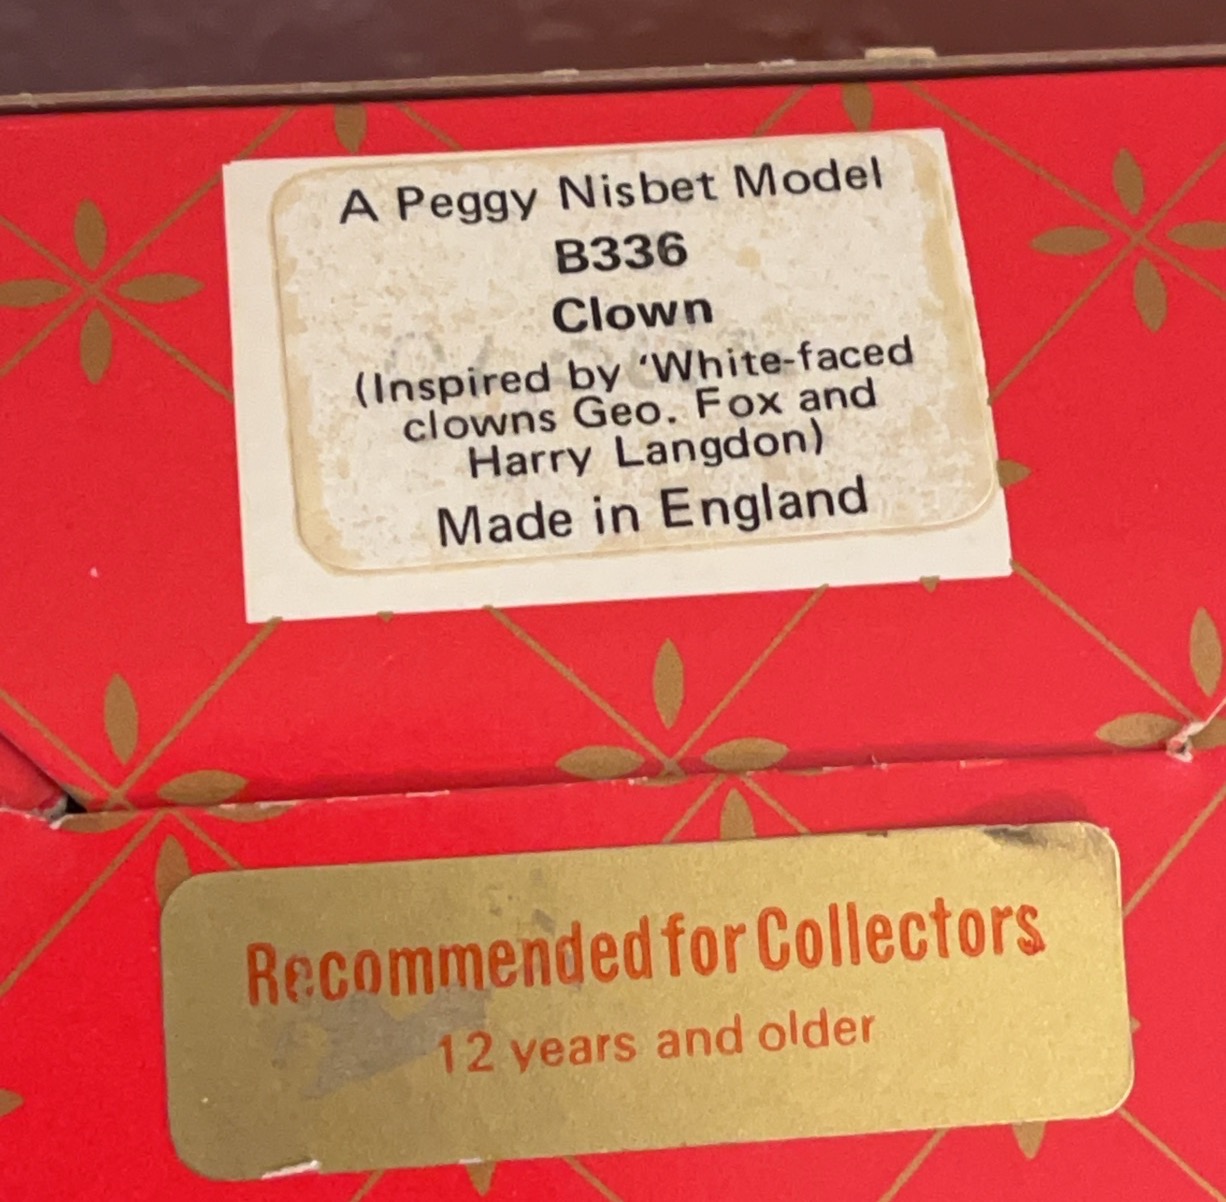 A Peggy Nisbet Model
B336
Clown
(Inspired by ‘White-faced
clowns Geo. Fox and
Harry Langdon)
Made in England
Recommended for Collectors
12 years and older